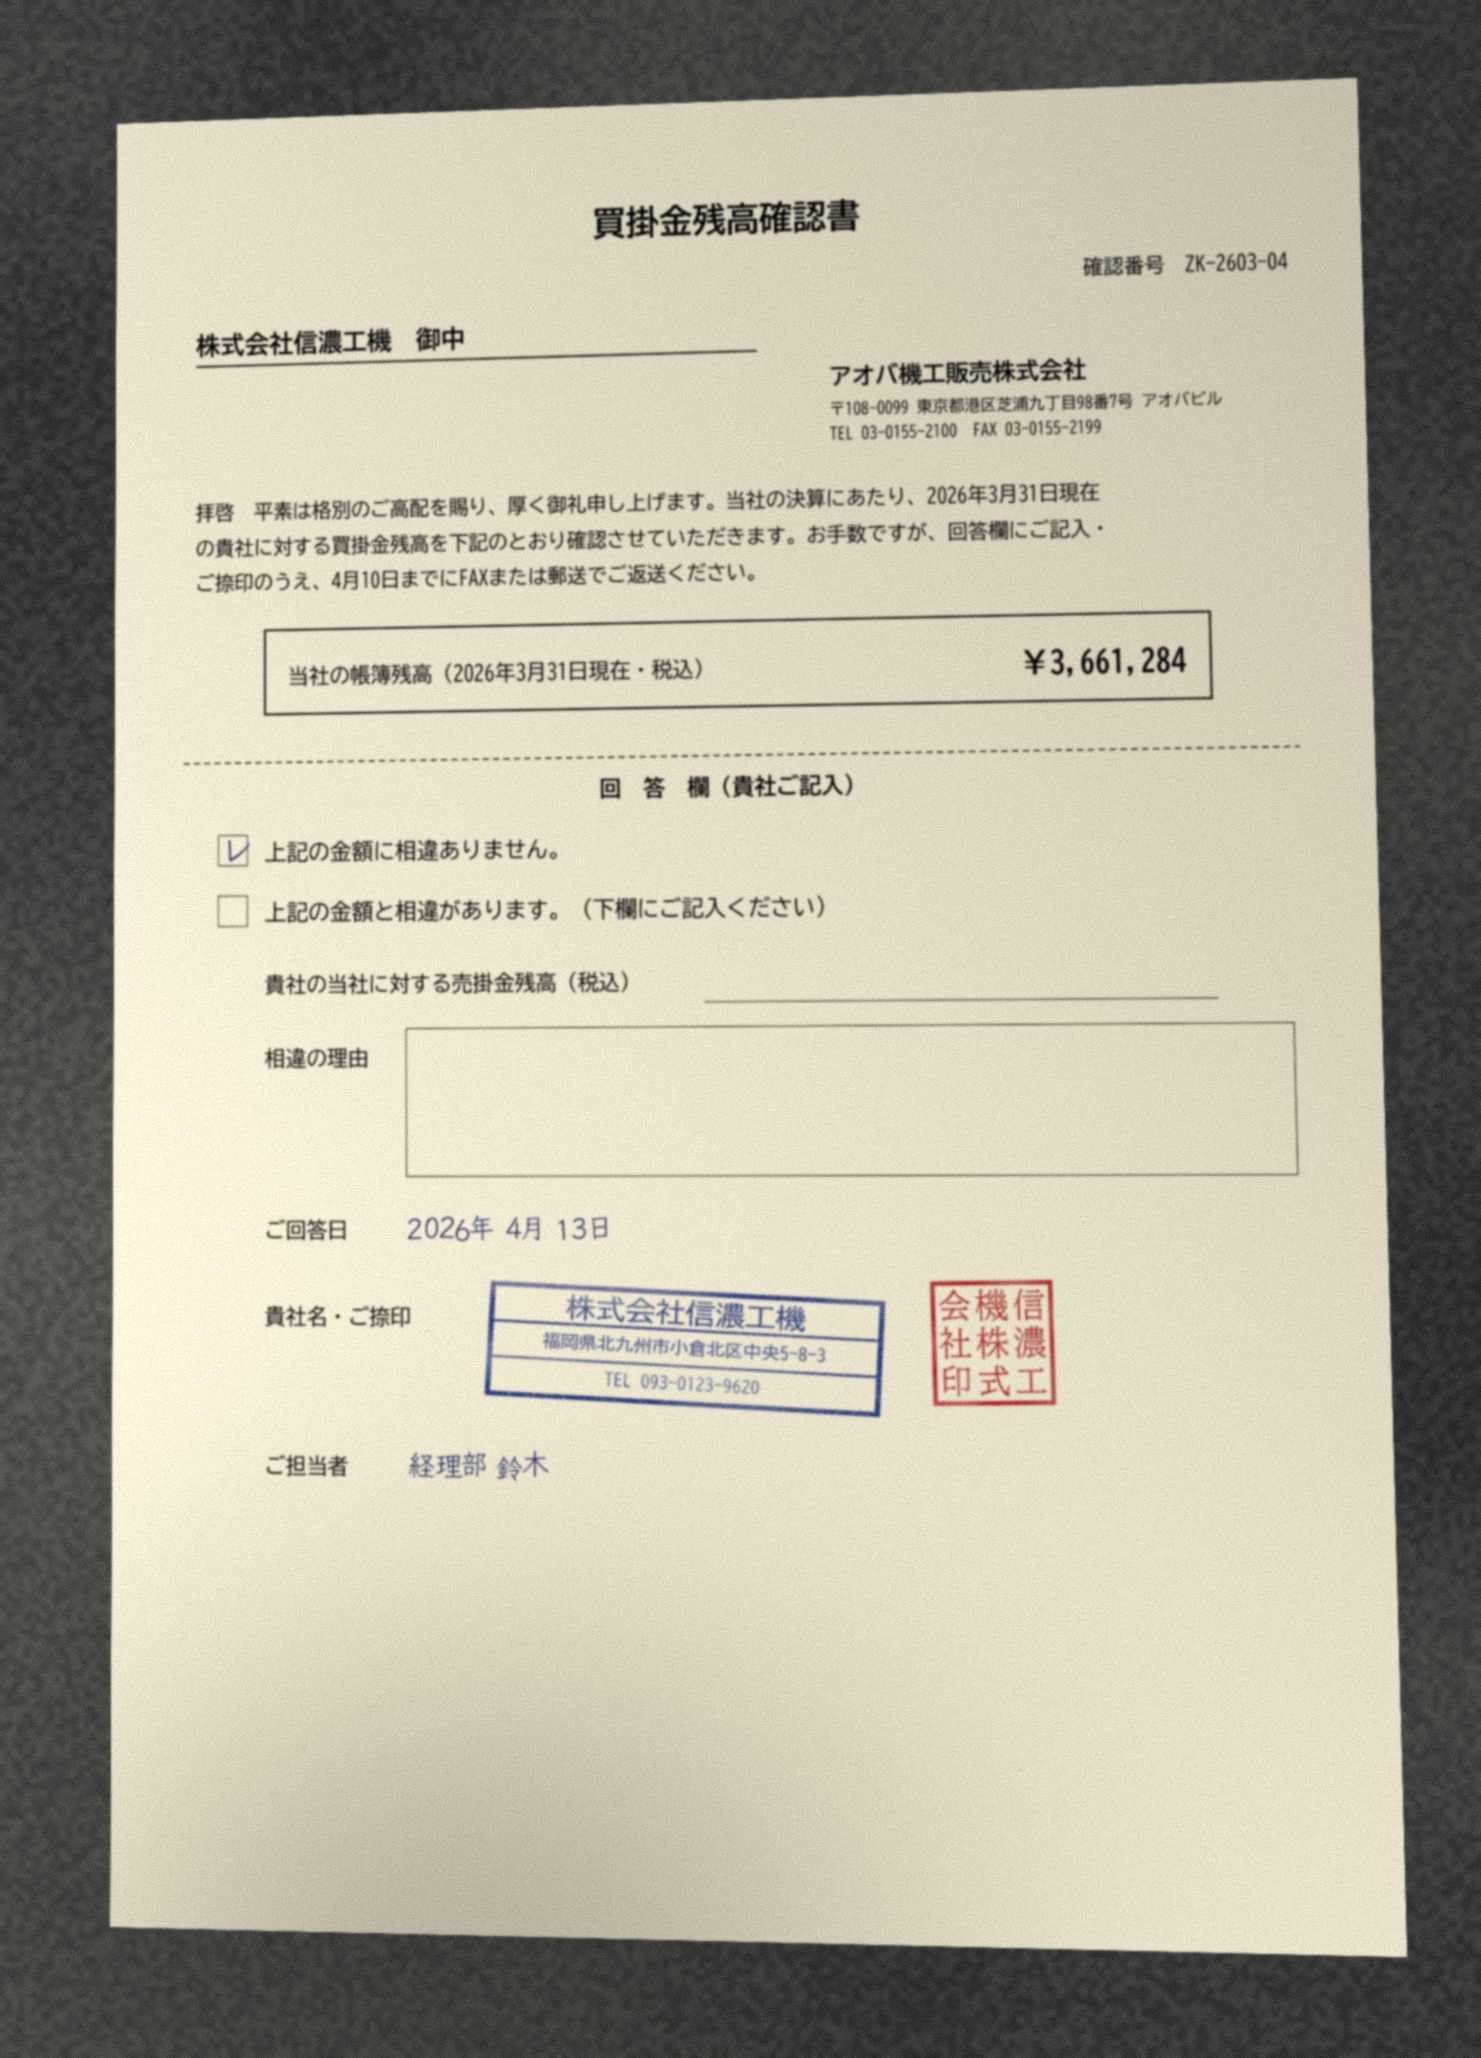 買掛金残高確認書
確認番号　ZK-2603-04
株式会社信濃工機　御中
アオバ機工販売株式会社
〒108-0099 東京都港区芝浦九丁目98番7号 アオバビル
TEL 03-0155-2100　FAX 03-0155-2199
拝啓　平素は格別のご高配を賜り、厚く御礼申し上げます。当社の決算にあたり、2026年3月31日現在
の貴社に対する買掛金残高を下記のとおり確認させていただきます。お手数ですが、回答欄にご記入・
ご捺印のうえ、4月10日までにFAXまたは郵送でご返送ください。
当社の帳簿残高（2026年3月31日現在・税込）　¥3,661,284
回　答　欄（貴社ご記入）
上記の金額に相違ありません。
上記の金額と相違があります。（下欄にご記入ください）
貴社の当社に対する売掛金残高（税込）
相違の理由
ご回答日　2026年 4月 13日
貴社名・ご捺印
株式会社信濃工機
福岡県北九州市小倉北区中央5-8-3
TEL 093-0123-9620
信濃工
機株式
会社印
ご担当者　経理部 鈴木